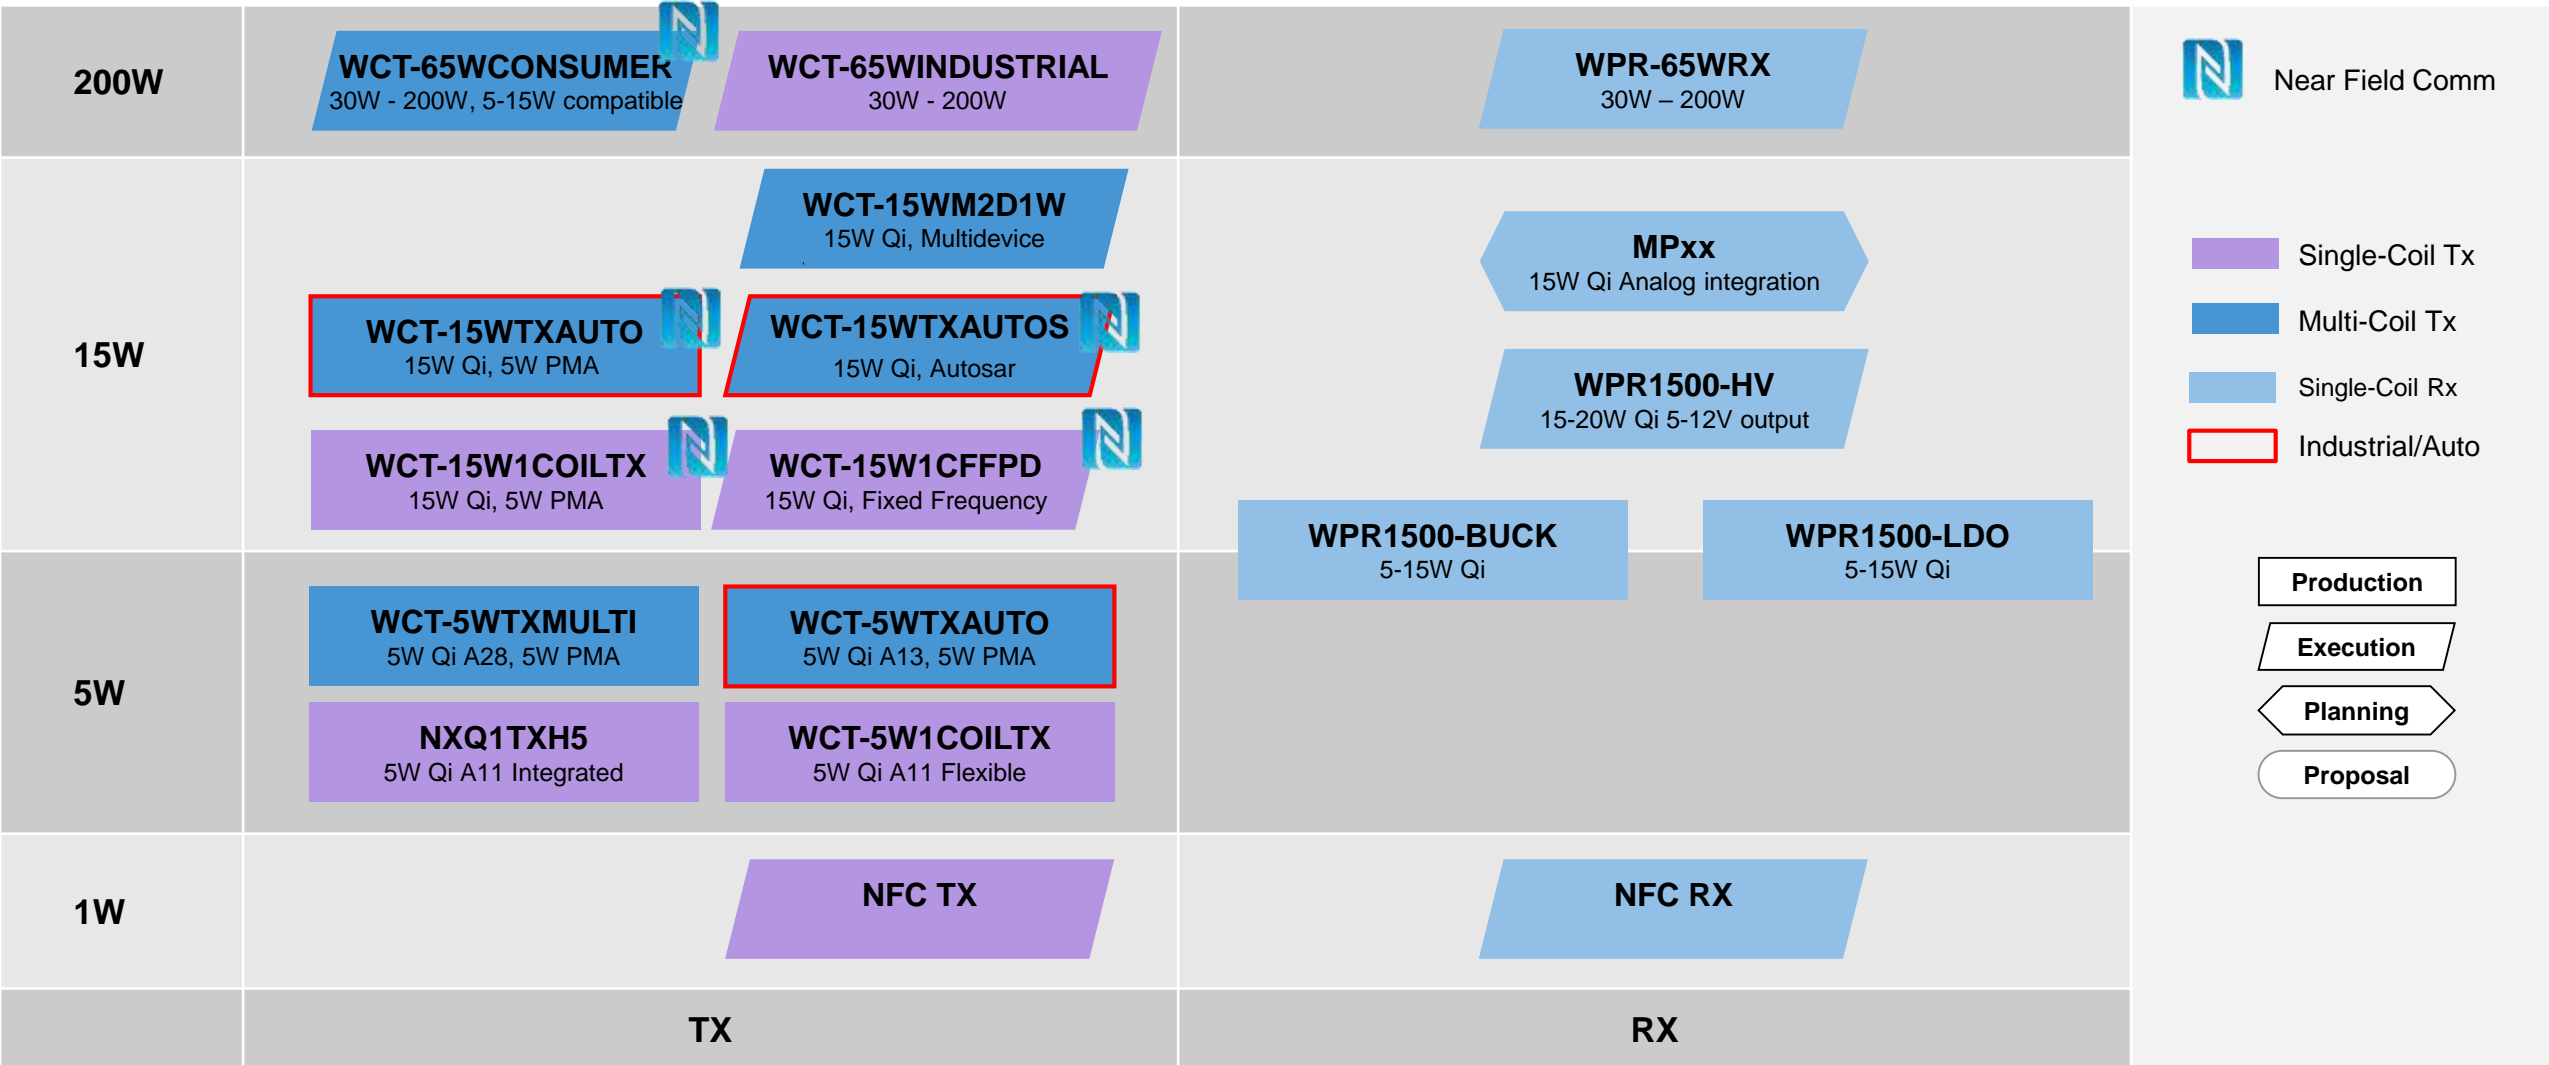 200W
WCT-65WCONSUMER
30W - 200W, 5-15W compatible
WCT-65WINDUSTRIAL
30W - 200W
WPR-65WRX
30W – 200W
15W
WCT-15WM2D1W
15W Qi, Multidevice
WCT-15WTXAUTO
15W Qi, 5W PMA
WCT-15WTXAUTOS
15W Qi, Autosar
WCT-15W1COILTX
15W Qi, 5W PMA
WCT-15W1CFFPD
15W Qi, Fixed Frequency
MPxx
15W Qi Analog integration
WPR1500-HV
15-20W Qi 5-12V output
WPR1500-BUCK
5-15W Qi
WPR1500-LDO
5-15W Qi
5W
WCT-5WTXMULTI
5W Qi A28, 5W PMA
WCT-5WTXAUTO
5W Qi A13, 5W PMA
NXQ1TXH5
5W Qi A11 Integrated
WCT-5W1COILTX
5W Qi A11 Flexible
1W
NFC TX
NFC RX
TX
RX
Near Field Comm
Single-Coil Tx
Multi-Coil Tx
Single-Coil Rx
Industrial/Auto
Production
Execution
Planning
Proposal